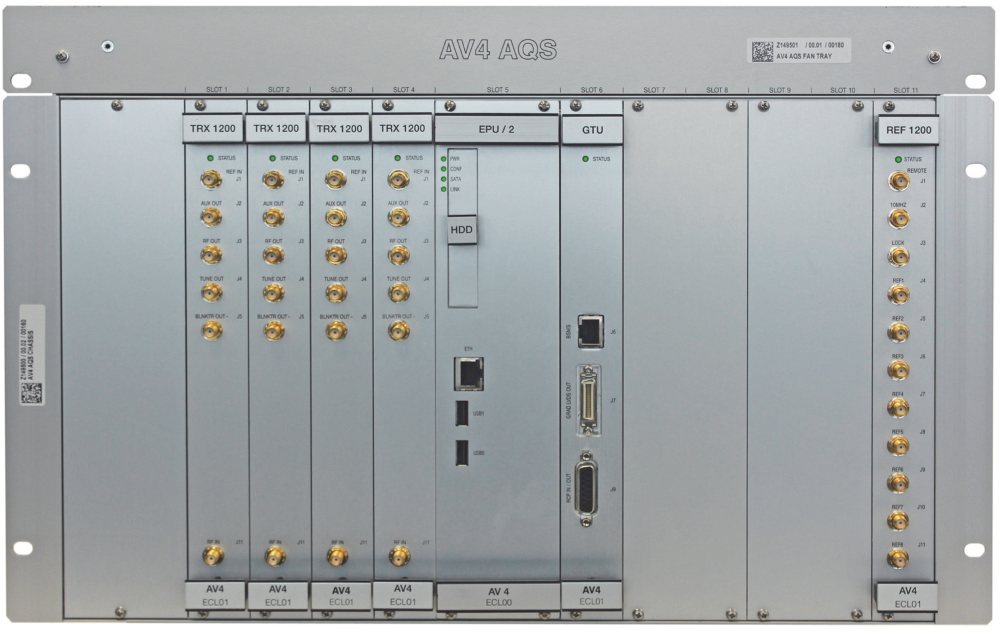 AV4 AQS
Z149501 / 00.01 / 00180
AV4 AQS FAN TRAY
SLOT 1
SLOT 2
SLOT 3
SLOT 4
SLOT 5
SLOT 6
SLOT 7
SLOT 8
SLOT 9
SLOT 10
SLOT 11
Z149500 / 00.02 / 00160
AV4 AQS CHASSIS
TRX 1200
STATUS
REF IN
J1
AUX OUT J2
RF OUT J3
TUNE OUT J4
BLNKTR OUT~ J5
RF IN J11
AV4
ECL01
TRX 1200
STATUS
REF IN
J1
AUX OUT J2
RF OUT J3
TUNE OUT J4
BLNKTR OUT~ J5
RF IN J11
AV4
ECL01
TRX 1200
STATUS
REF IN
J1
AUX OUT J2
RF OUT J3
TUNE OUT J4
BLNKTR OUT~ J5
RF IN J11
AV4
ECL01
TRX 1200
STATUS
REF IN
J1
AUX OUT J2
RF OUT J3
TUNE OUT J4
BLNKTR OUT~ J5
RF IN J11
AV4
ECL01
EPU / 2
PWR
CONF
SATA
LINK
HDD
ETH
USB1
USB0
AV 4
ECL00
GTU
STATUS
BSMS J6
GRAD LVDS OUT J7
RCP IN / OUT J9
AV4
ECL01
REF 1200
STATUS
REMOTE
J1
10MHZ J2
LOCK J3
REF1 J4
REF2 J5
REF3 J6
REF4 J7
REF5 J8
REF6 J9
REF7 J10
REF8 J11
AV4
ECL01